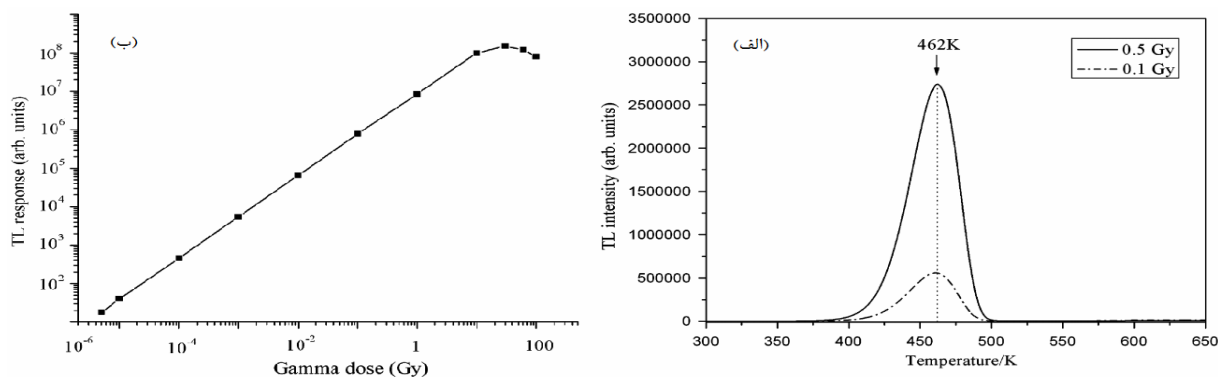 (ب)
TL response (arb. units)
10^8
10^7
10^6
10^5
10^4
10^3
10^2
10^-6
10^-4
10^-2
1
100
Gamma dose (Gy)
(الف)
462K
0.5 Gy
0.1 Gy
TL intensity (arb. units)
3500000
3000000
2500000
2000000
1500000
1000000
500000
0
300 350 400 450 500 550 600 650
Temperature/K